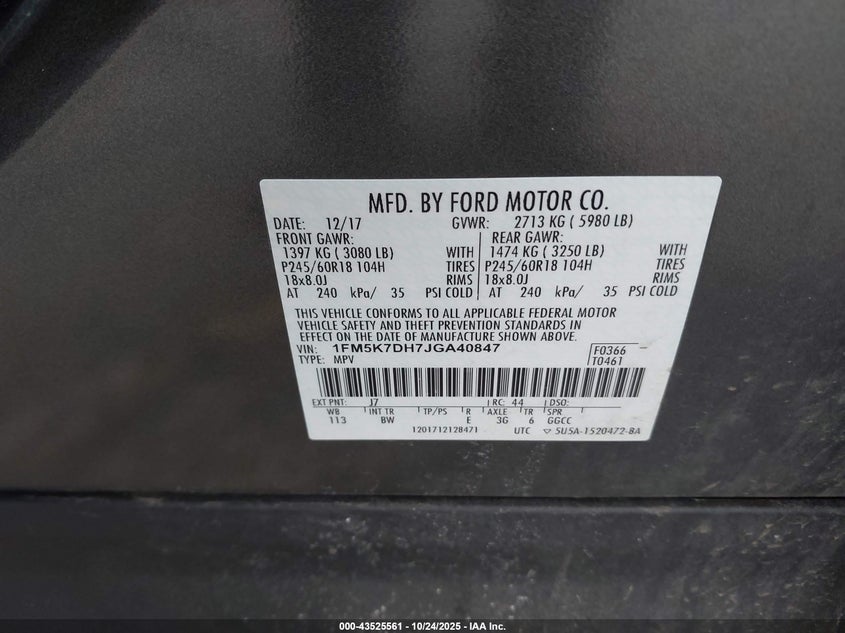 MFD. BY FORD MOTOR CO.
DATE: 12/17 GVWR: 2713 KG ( 5980 LB)
FRONT GAWR: REAR GAWR:
1397 KG ( 3080 LB) WITH 1474 KG ( 3250 LB) WITH
P245/60R18 104H TIRES P245/60R18 104H TIRES
18x8.0J RIMS 18x8.0J RIMS
AT 240 kPa/ 35 PSI COLD AT 240 kPa/ 35 PSI COLD
THIS VEHICLE CONFORMS TO ALL APPLICABLE FEDERAL MOTOR
VEHICLE SAFETY AND THEFT PREVENTION STANDARDS IN
EFFECT ON THE DATE OF MANUFACTURE SHOWN ABOVE.
VIN: 1FM5K7DH7JGA40847 F0366
TYPE: MPV T0461
EXT PNT: J7 RC: 44 DSO:
WB INT TR TP/PS R AXLE TR SPR
113 BW E 3G 6 GGCC
1201712128471 UTC ▽ 5U5A-1520472-BA
000-43525561 - 10/24/2025 - IAA Inc.